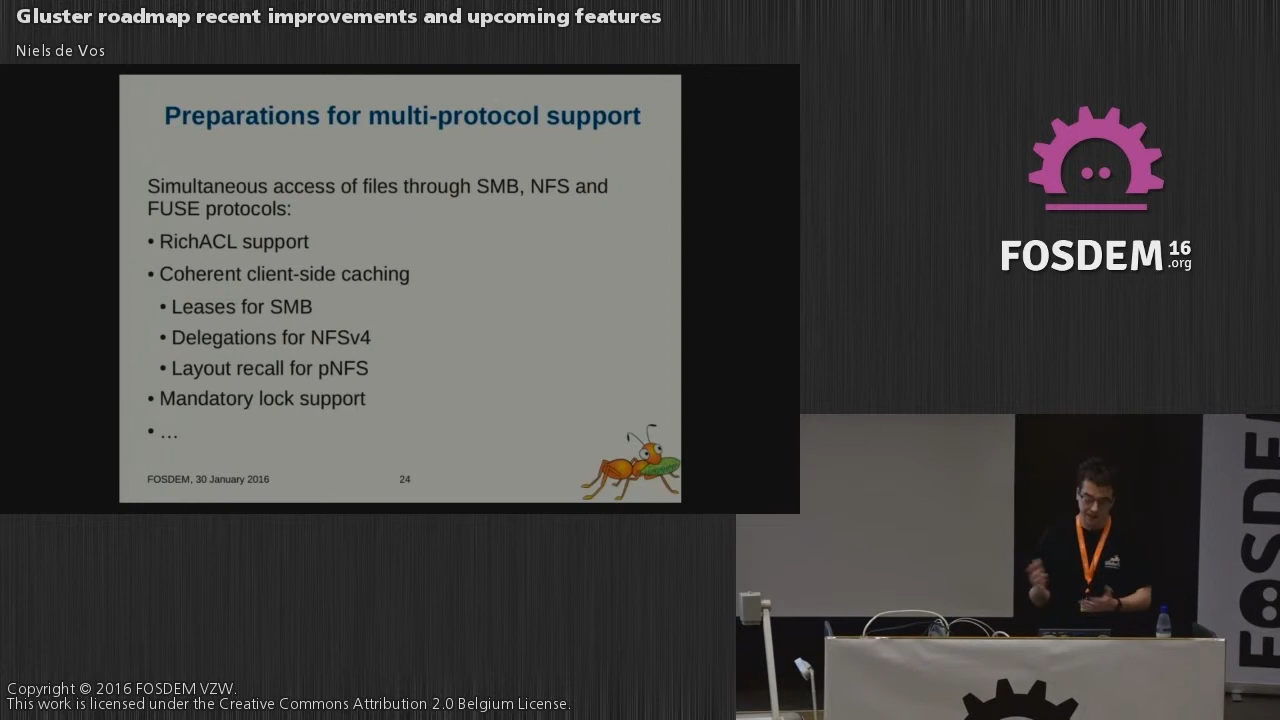 Gluster roadmap recent improvements and upcoming features
Niels de Vos
Preparations for multi-protocol support
Simultaneous access of files through SMB, NFS and
FUSE protocols:
• RichACL support
• Coherent client-side caching
• Leases for SMB
• Delegations for NFSv4
• Layout recall for pNFS
• Mandatory lock support
• …
FOSDEM, 30 January 2016
24
FOSDEM 16
.org
FOSDE
Copyright © 2016 FOSDEM VZW.
This work is licensed under the Creative Commons Attribution 2.0 Belgium License.